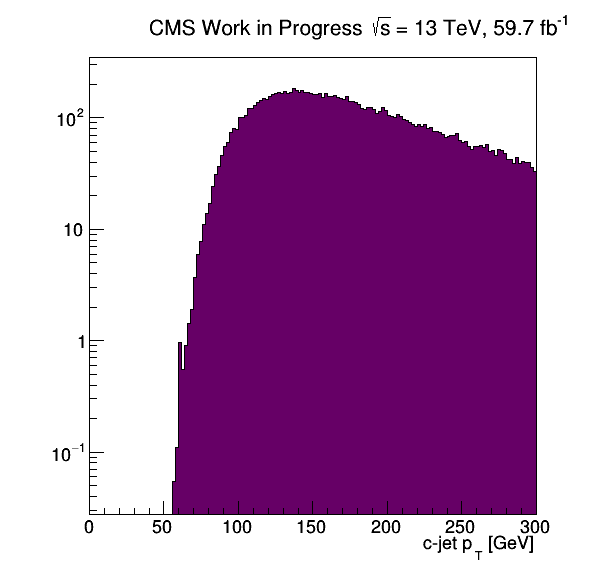 CMS Work in Progress √s = 13 TeV, 59.7 fb⁻¹
10²
10
1
10⁻¹
0 50 100 150 200 250 300
c-jet p_T [GeV]